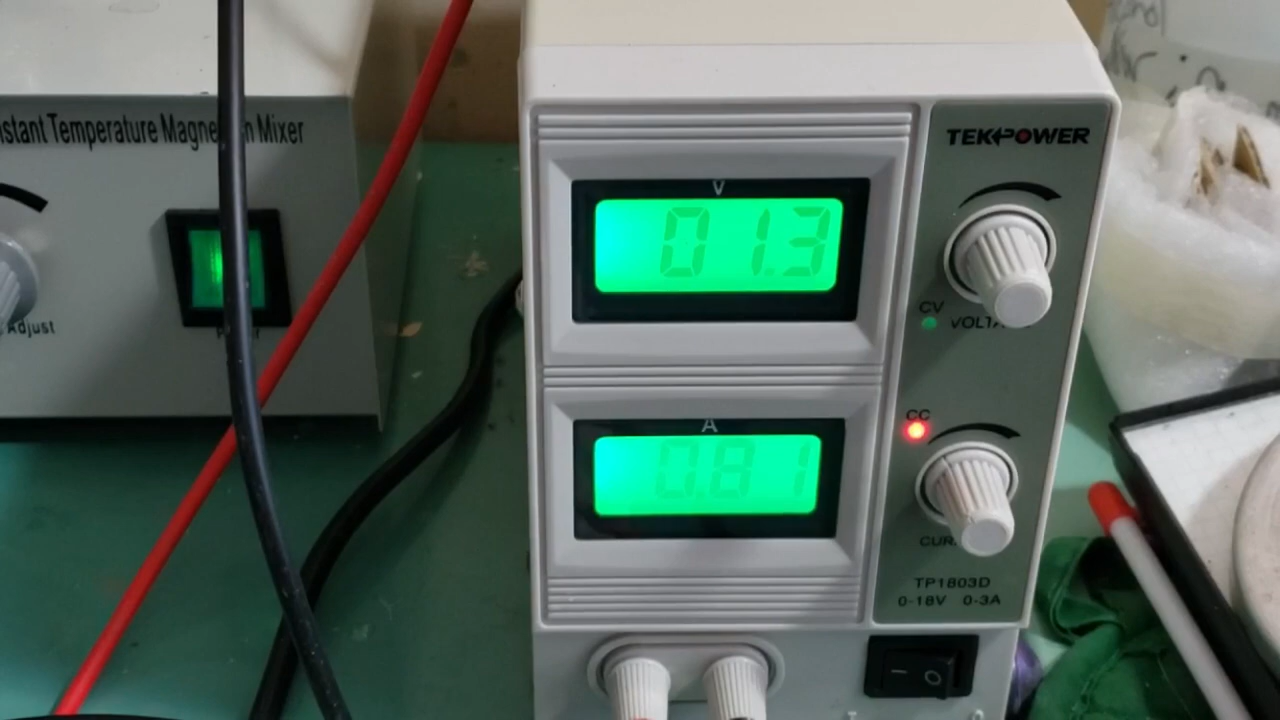 nstant Temperature Magne n Mixer
Adjust
TEKPOWER
V
01.3
CV
VOLTA
A
0.81
CC
CUR
TP1803D
0-18V 0-3A